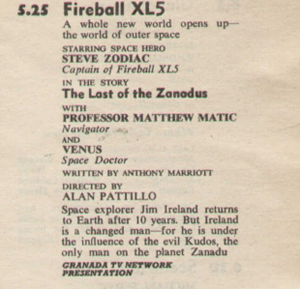 5.25 Fireball XL5
A whole new world opens up—
the world of outer space
STARRING SPACE HERO
STEVE ZODIAC
Captain of Fireball XL5
IN THE STORY
The Last of the Zanadus
WITH
PROFESSOR MATTHEW MATIC
Navigator
AND
VENUS
Space Doctor
WRITTEN BY ANTHONY MARRIOTT
DIRECTED BY
ALAN PATTILLO
Space explorer Jim Ireland returns
to Earth after 10 years. But Ireland
is a changed man—for he is under
the influence of the evil Kudos, the
only man on the planet Zanadu
GRANADA TV NETWORK
PRESENTATION